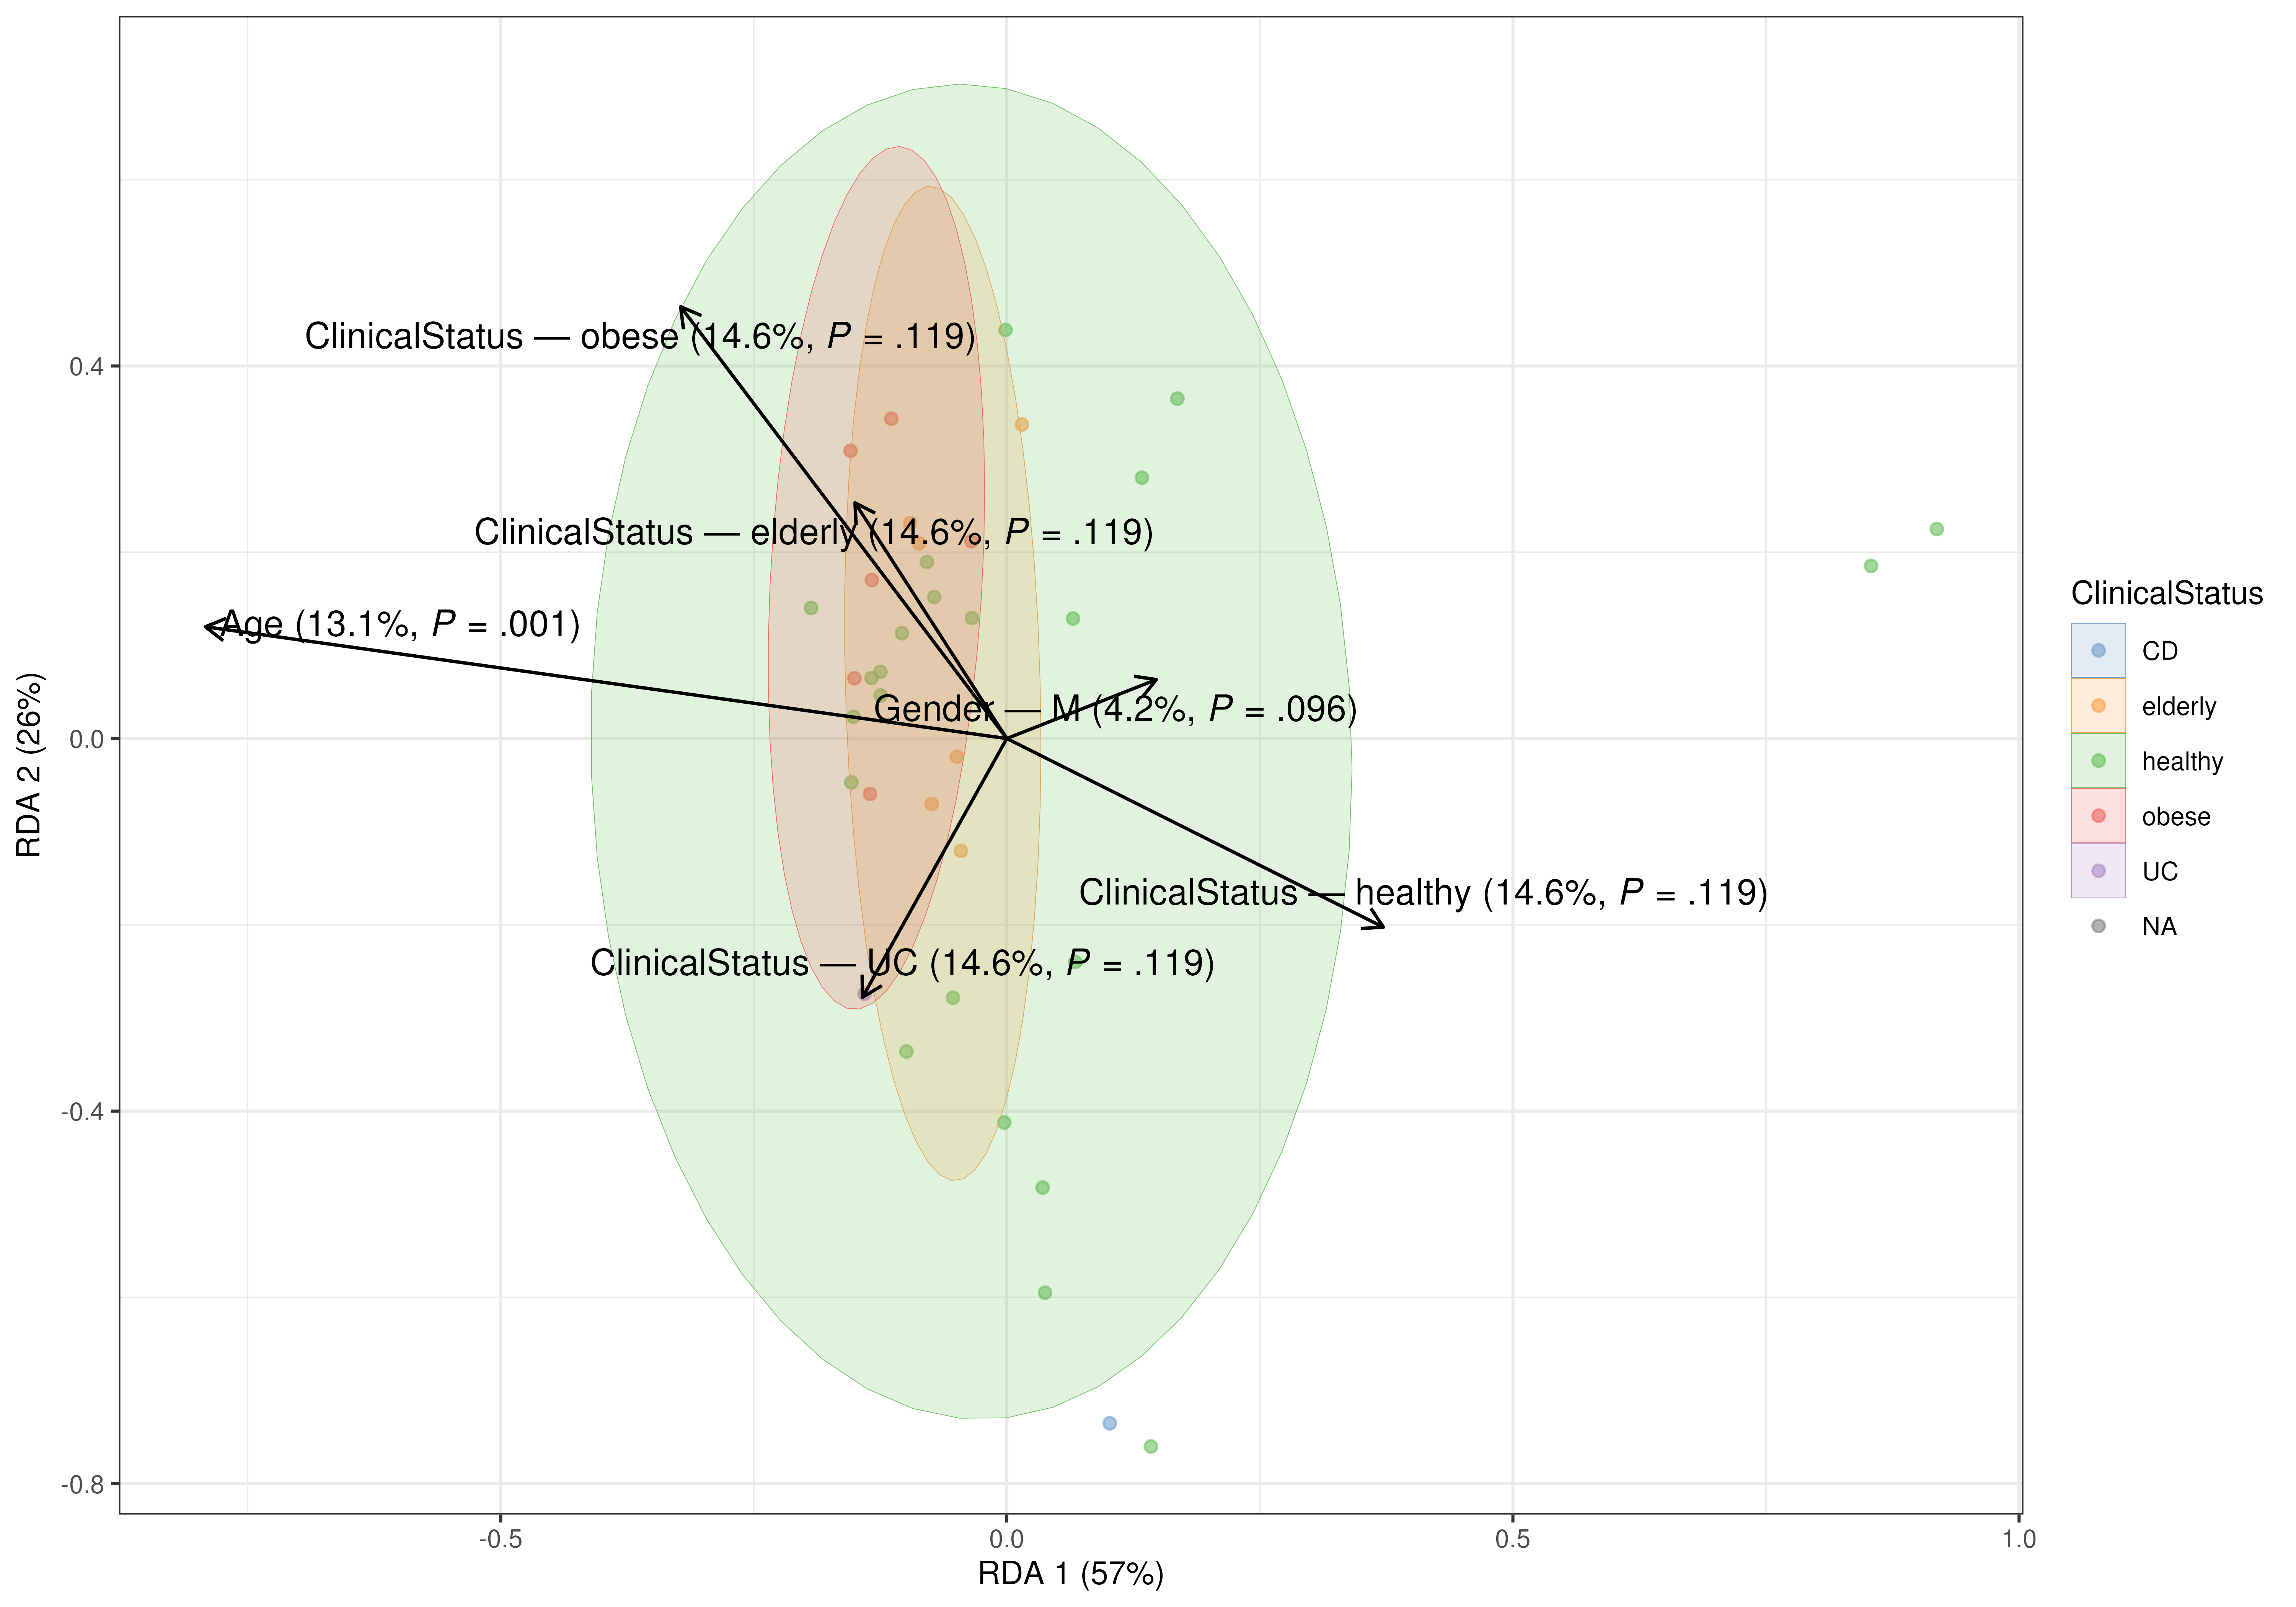 ClinicalStatus — obese (14.6%, P = .119)
ClinicalStatus — elderly (14.6%, P = .119)
Age (13.1%, P = .001)
Gender — M (4.2%, P = .096)
ClinicalStatus — healthy (14.6%, P = .119)
ClinicalStatus — UC (14.6%, P = .119)
0.4
0.0
-0.4
-0.8
RDA 2 (26%)
-0.5
0.0
0.5
1.0
RDA 1 (57%)
ClinicalStatus
CD
elderly
healthy
obese
UC
NA